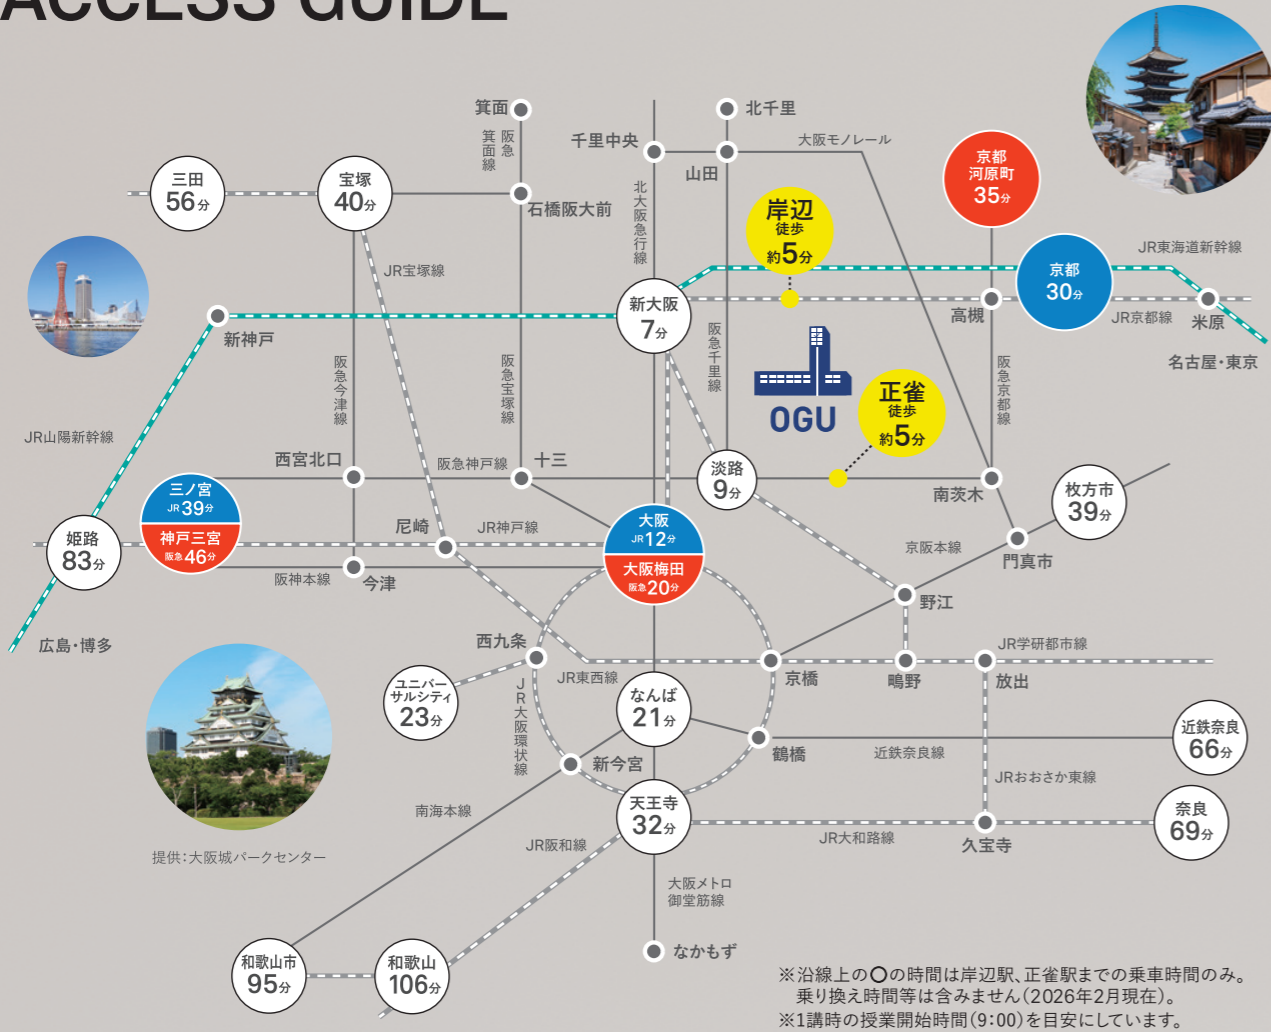 ACCESS GUIDE
箕面
阪急
箕面線
北千里
千里中央
山田
大阪モノレール
京都
河原町
35分
三田
56分
宝塚
40分
石橋阪大前
北大阪急行線
岸辺
徒歩
約5分
JR東海道新幹線
JR宝塚線
京都
30分
新大阪
7分
高槻
JR京都線
米原
新神戸
阪急千里線
名古屋・東京
阪急今津線
阪急宝塚線
OGU
正雀
徒歩
約5分
阪急京都線
JR山陽新幹線
西宮北口
阪急神戸線
十三
淡路
9分
南茨木
枚方市
39分
三ノ宮
JR39分
神戸三宮
阪急46分
姫路
83分
尼崎
JR神戸線
大阪
JR12分
大阪梅田
阪急20分
京阪本線
門真市
阪神本線
今津
野江
広島・博多
西九条
JR学研都市線
JR東西線
京橋
鴫野
放出
ユニバー
サルシティ
23分
JR大阪環状線
なんば
21分
鶴橋
近鉄奈良線
近鉄奈良
66分
新今宮
JRおおさか東線
南海本線
天王寺
32分
奈良
69分
JR阪和線
JR大和路線
久宝寺
提供：大阪城パークセンター
大阪メトロ
御堂筋線
なかもず
和歌山市
95分
和歌山
106分
※沿線上の○の時間は岸辺駅、正雀駅までの乗車時間のみ。
乗り換え時間等は含みません（2026年2月現在）。
※1講時の授業開始時間（9:00）を目安にしています。